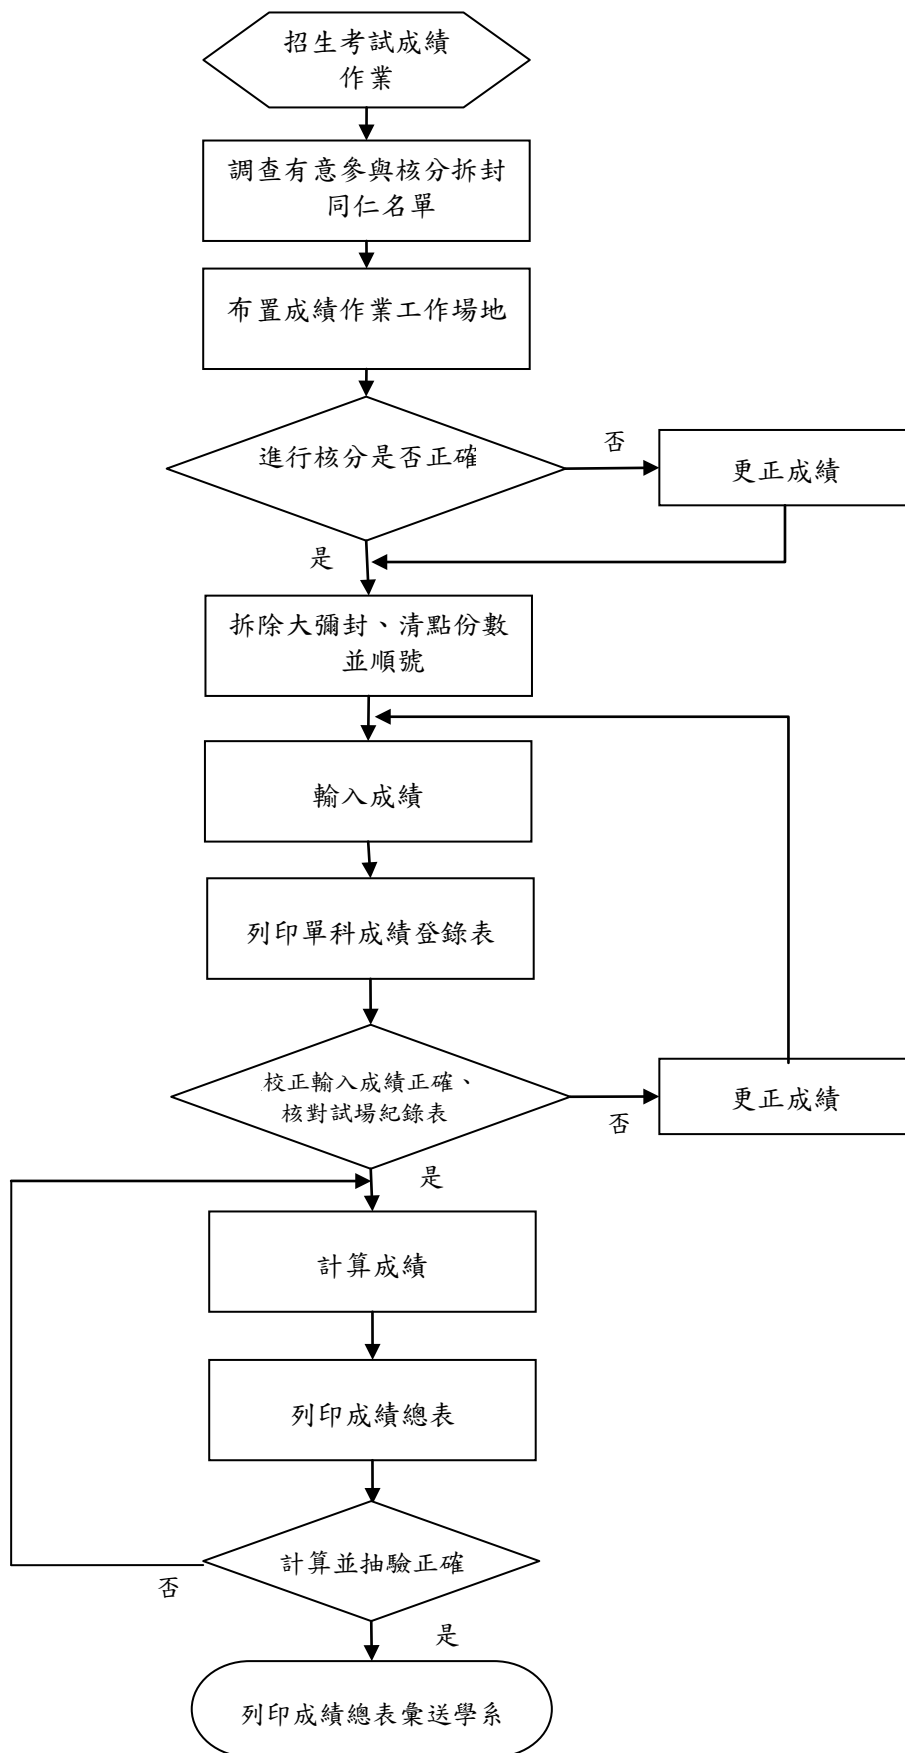 招生考試成績
作業
調查有意參與核分拆封
同仁名單
布置成績作業工作場地
進行核分是否正確
否
更正成績
是
拆除大彌封、清點份數
並順號
輸入成績
列印單科成績登錄表
校正輸入成績正確、
核對試場紀錄表
否
更正成績
是
計算成績
列印成績總表
計算並抽驗正確
否
是
列印成績總表彙送學系